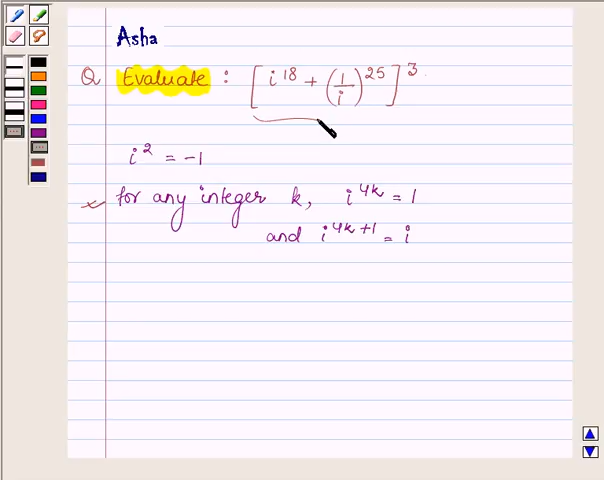 Asha
Q Evaluate : [ i^18 + (1/i)^25 ]^3
i^2 = -1
for any integer k, i^4k = 1
and i^4k+1 = i